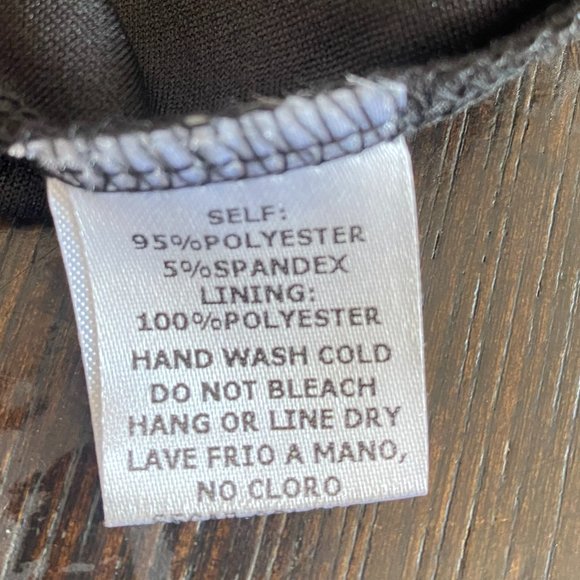 SELF:
95%POLYESTER
5%SPANDEX
LINING:
100%POLYESTER
HAND WASH COLD
DO NOT BLEACH
HANG OR LINE DRY
LAVE FRIO A MANO,
NO CLORO